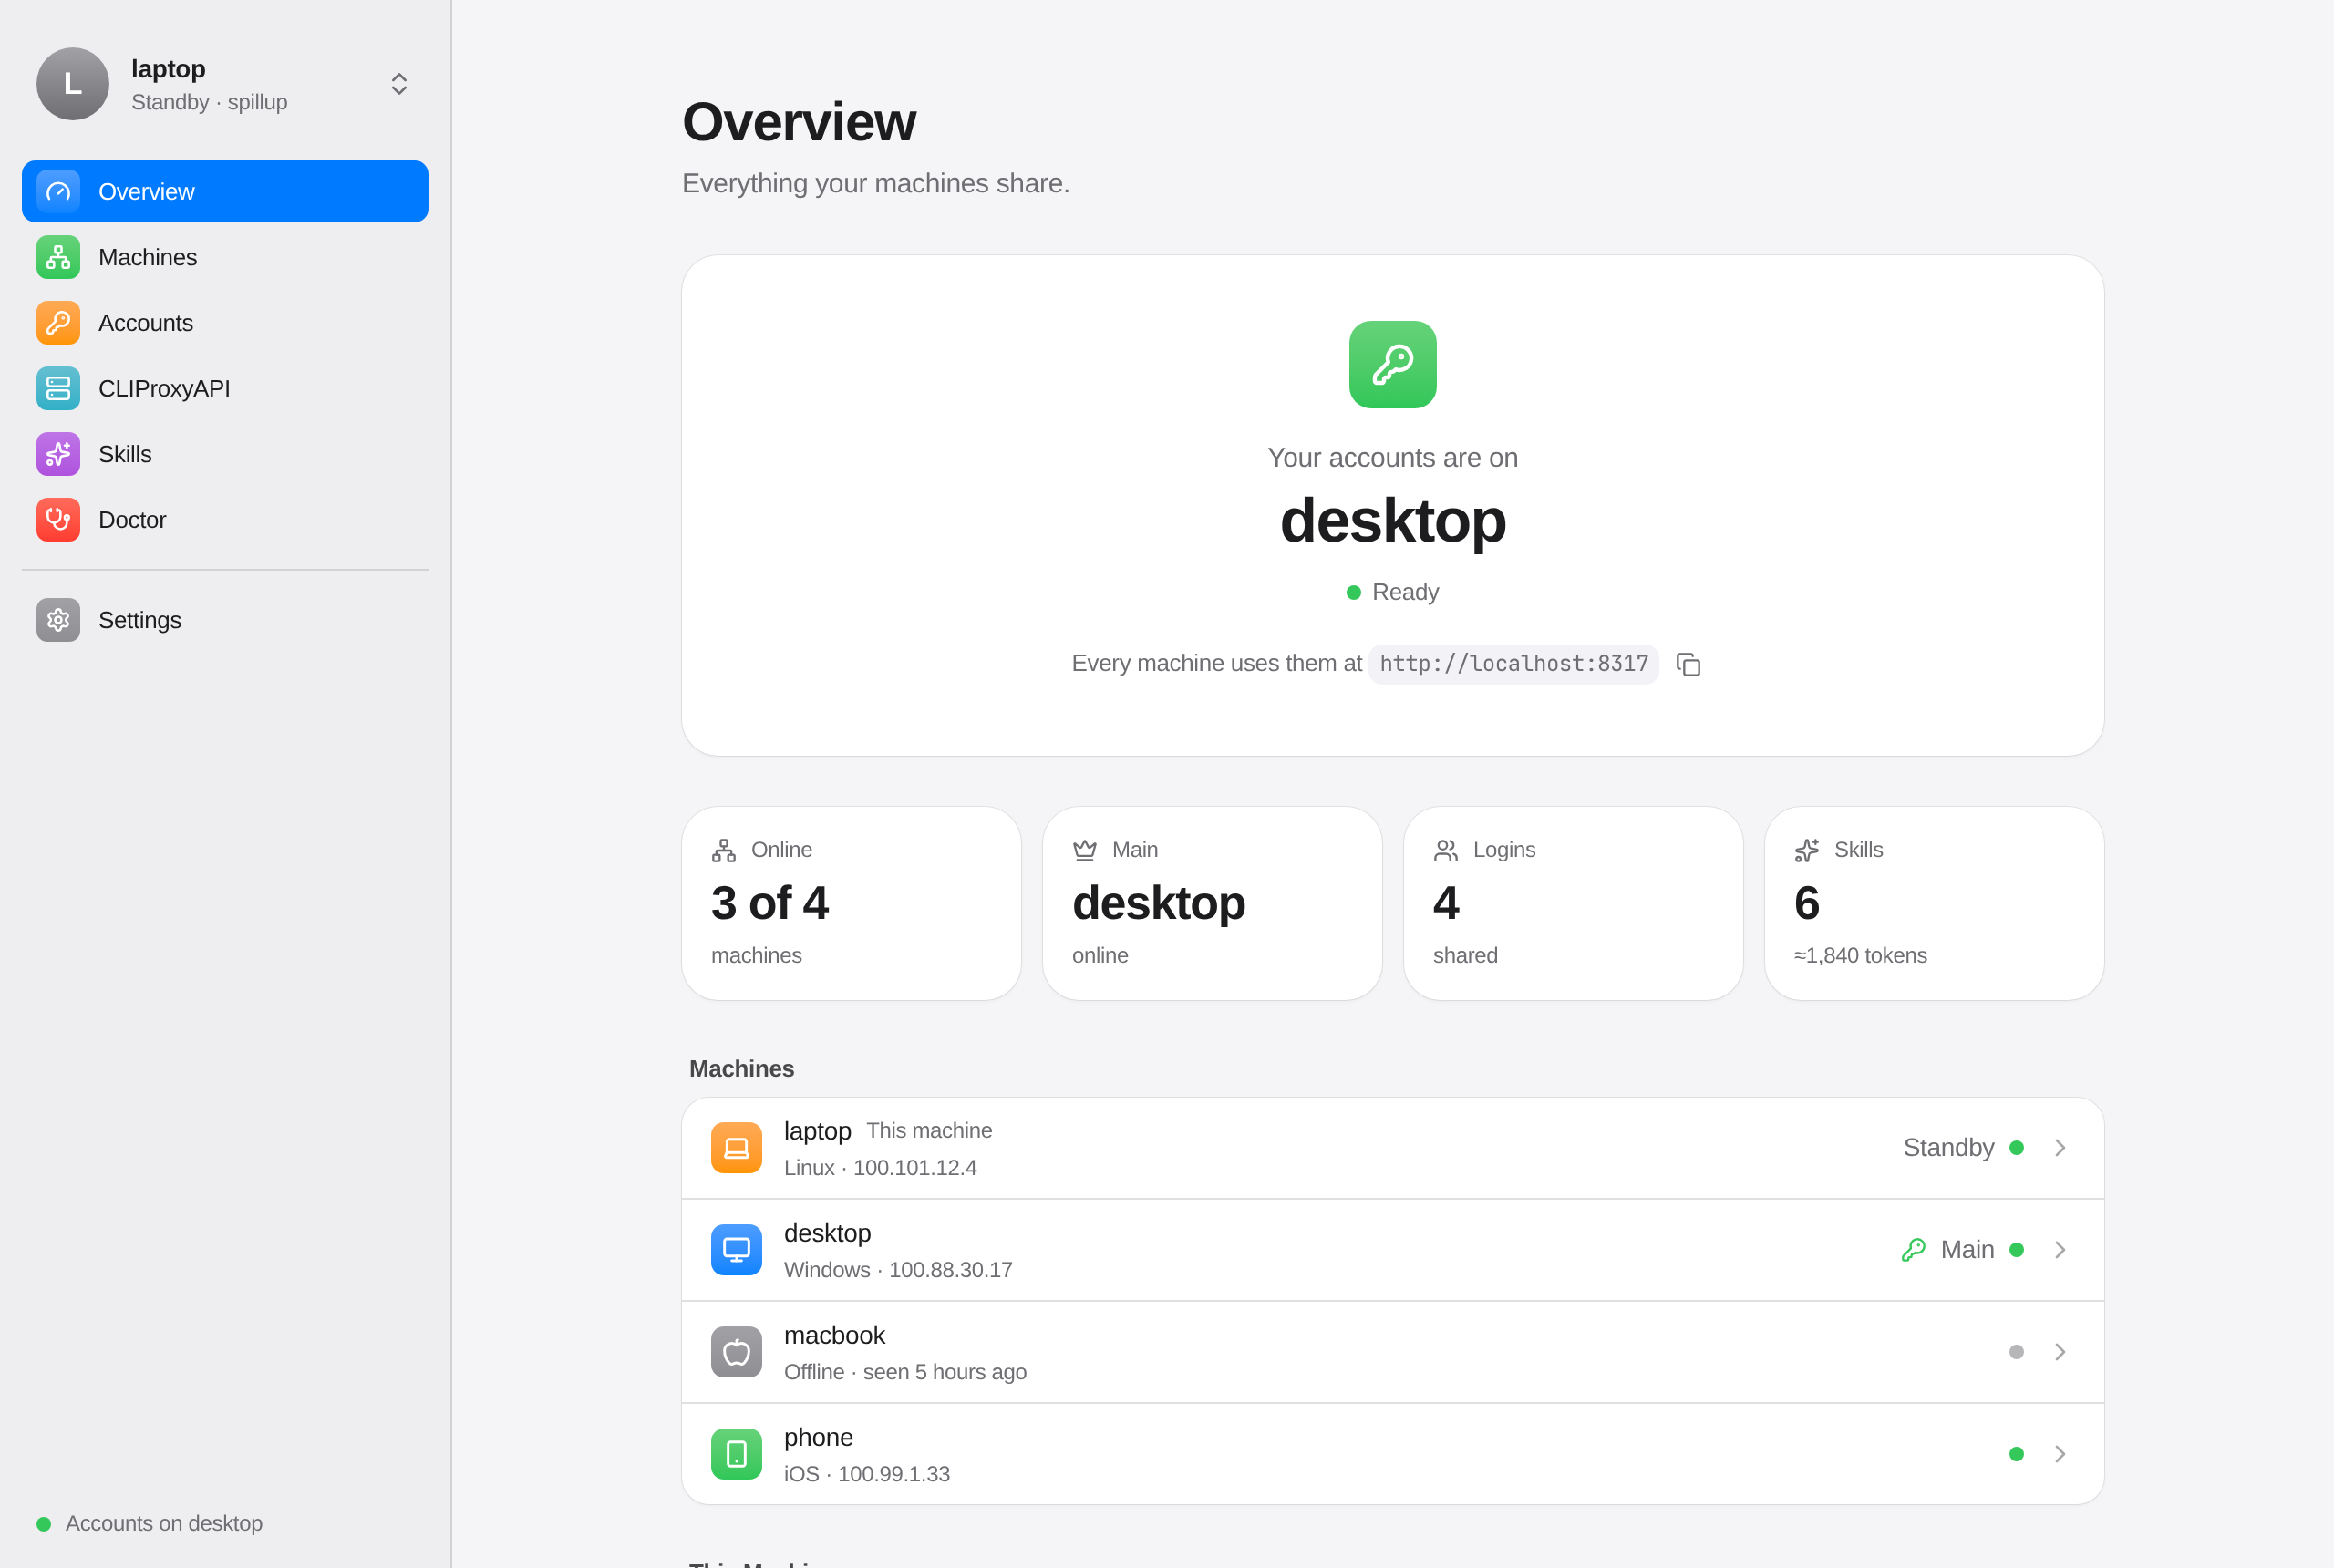 L
laptop
Standby · spillup
Overview
Machines
Accounts
CLIProxyAPI
Skills
Doctor
Settings
Accounts on desktop
Overview
Everything your machines share.
Your accounts are on
desktop
Ready
Every machine uses them at http://localhost:8317
Online
3 of 4
machines
Main
desktop
online
Logins
4
shared
Skills
6
≈1,840 tokens
Machines
laptop This machine
Linux · 100.101.12.4
Standby
desktop
Windows · 100.88.30.17
Main
macbook
Offline · seen 5 hours ago
phone
iOS · 100.99.1.33